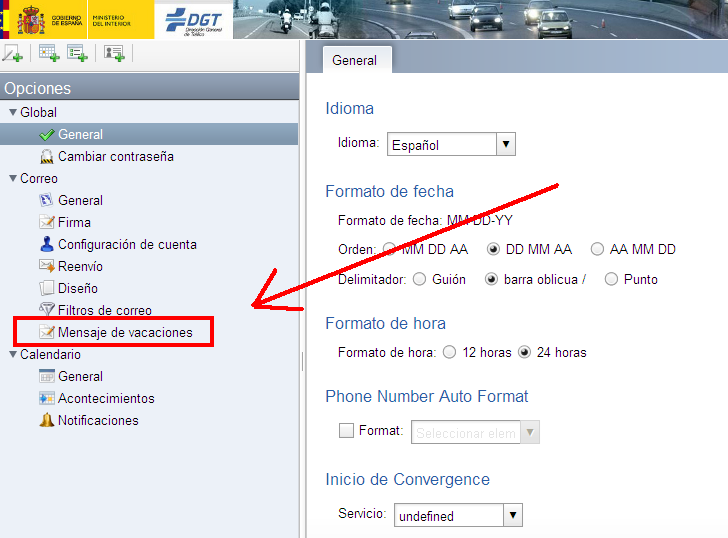 GOBIERNO
DE ESPAÑA
MINISTERIO
DEL INTERIOR
DGT
Dirección General
de Tráfico
Opciones
Global
General
Cambiar contraseña
Correo
General
Firma
Configuración de cuenta
Reenvío
Diseño
Filtros de correo
Mensaje de vacaciones
Calendario
General
Acontecimientos
Notificaciones
General
Idioma
Idioma: Español
Formato de fecha
Formato de fecha: MM-DD-YY
Orden: MM DD AA DD MM AA AA MM DD
Delimitador: Guión barra oblicua / Punto
Formato de hora
Formato de hora: 12 horas 24 horas
Phone Number Auto Format
Format: Seleccionar elem
Inicio de Convergence
Servicio: undefined